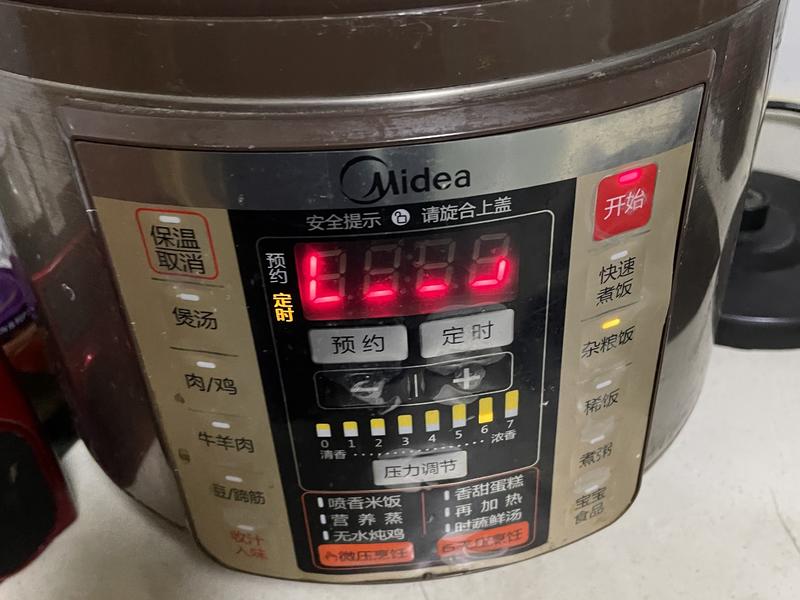 Midea
安全提示 请旋合上盖
预约
定时
预约
定时
- +
0 1 2 3 4 5 6 7
清香 浓香
压力调节
喷香米饭
营养蒸
无水炖鸡
微压烹饪
香甜蛋糕
再加热
时蔬鲜汤
保温
取消
煲汤
肉/鸡
牛羊肉
豆/蹄筋
收汁
入味
开始
快速
煮饭
杂粮饭
稀饭
煮粥
宝宝
食品